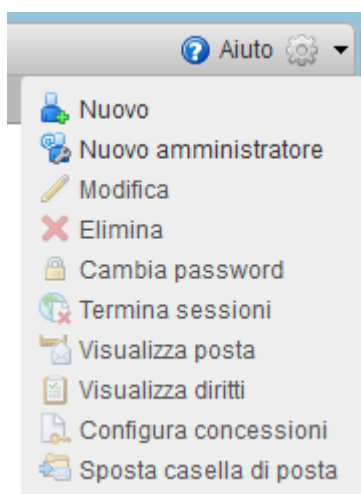 Aiuto
Nuovo
Nuovo amministratore
Modifica
Elimina
Cambia password
Termina sessioni
Visualizza posta
Visualizza diritti
Configura concessioni
Sposta casella di posta